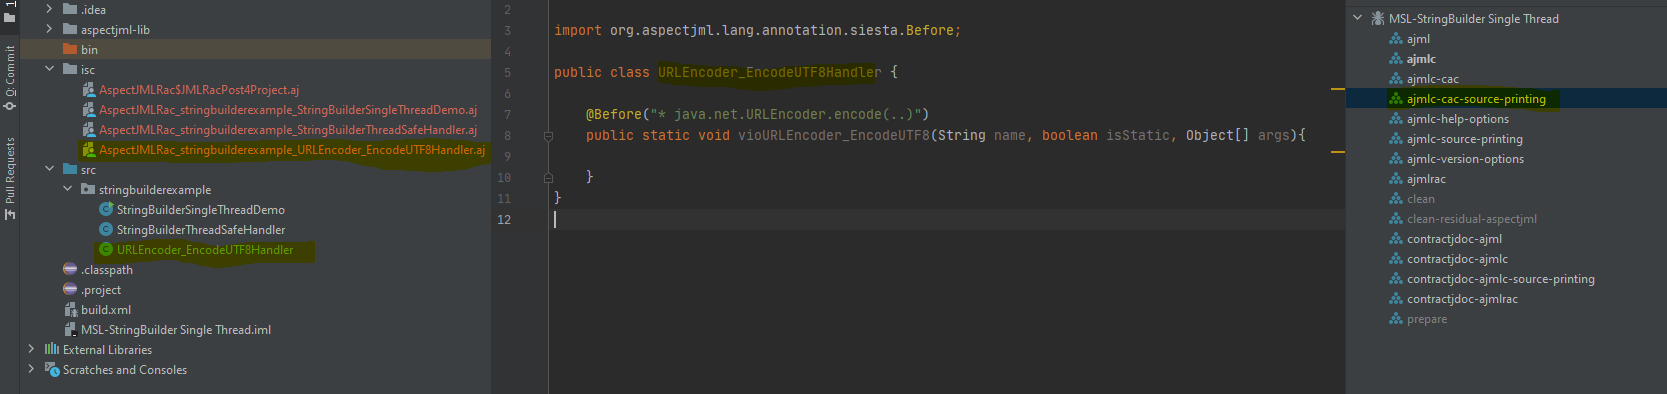 1
O: Commit
Pull Requests
.idea
aspectjml-lib
bin
isc
AspectJMLRac$JMLRacPost4Project.aj
AspectJMLRac_stringbuilderexample_StringBuilderSingleThreadDemo.aj
AspectJMLRac_stringbuilderexample_StringBuilderThreadSafeHandler.aj
AspectJMLRac_stringbuilderexample_URLEncoder_EncodeUTF8Handler.aj
src
stringbuilderexample
StringBuilderSingleThreadDemo
StringBuilderThreadSafeHandler
URLEncoder_EncodeUTF8Handler
.classpath
.project
build.xml
MSL-StringBuilder Single Thread.iml
External Libraries
Scratches and Consoles
2
3 import org.aspectjml.lang.annotation.siesta.Before;
4
5 public class URLEncoder_EncodeUTF8Handler {
6
7 @Before("* java.net.URLEncoder.encode(..)")
8 public static void vioURLEncoder_EncodeUTF8(String name, boolean isStatic, Object[] args){
9
10 }
11 }
12
MSL-StringBuilder Single Thread
ajml
ajmlc
ajmlc-cac
ajmlc-cac-source-printing
ajmlc-help-options
ajmlc-source-printing
ajmlc-version-options
ajmlrac
clean
clean-residual-aspectjml
contractjdoc-ajml
contractjdoc-ajmlc
contractjdoc-ajmlc-source-printing
contractjdoc-ajmlrac
prepare